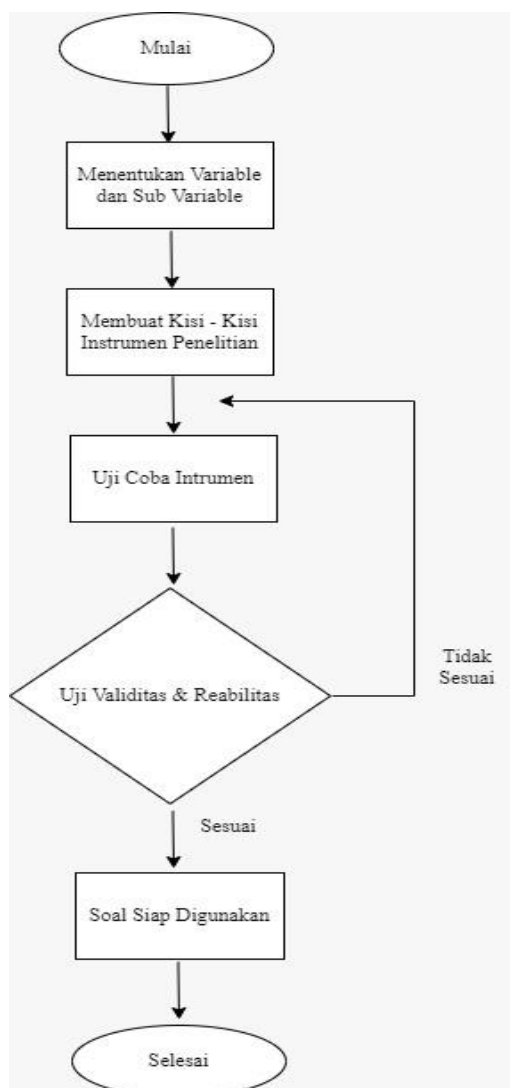 Mulai
Menentukan Variable
dan Sub Variable
Membuat Kisi - Kisi
Instrumen Penelitian
Uji Coba Intrumen
Uji Validitas & Reabilitas
Tidak
Sesuai
Sesuai
Soal Siap Digunakan
Selesai